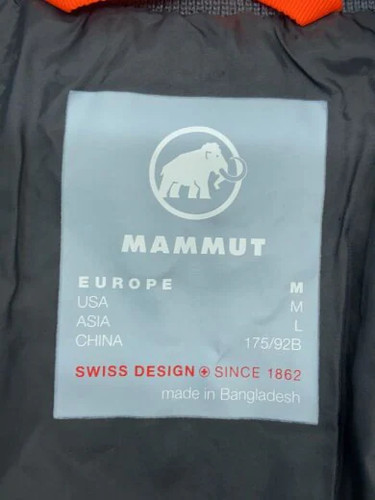 MAMMUT
EUROPE M
USA M
ASIA L
CHINA 175/92B
SWISS DESIGN SINCE 1862
made in Bangladesh